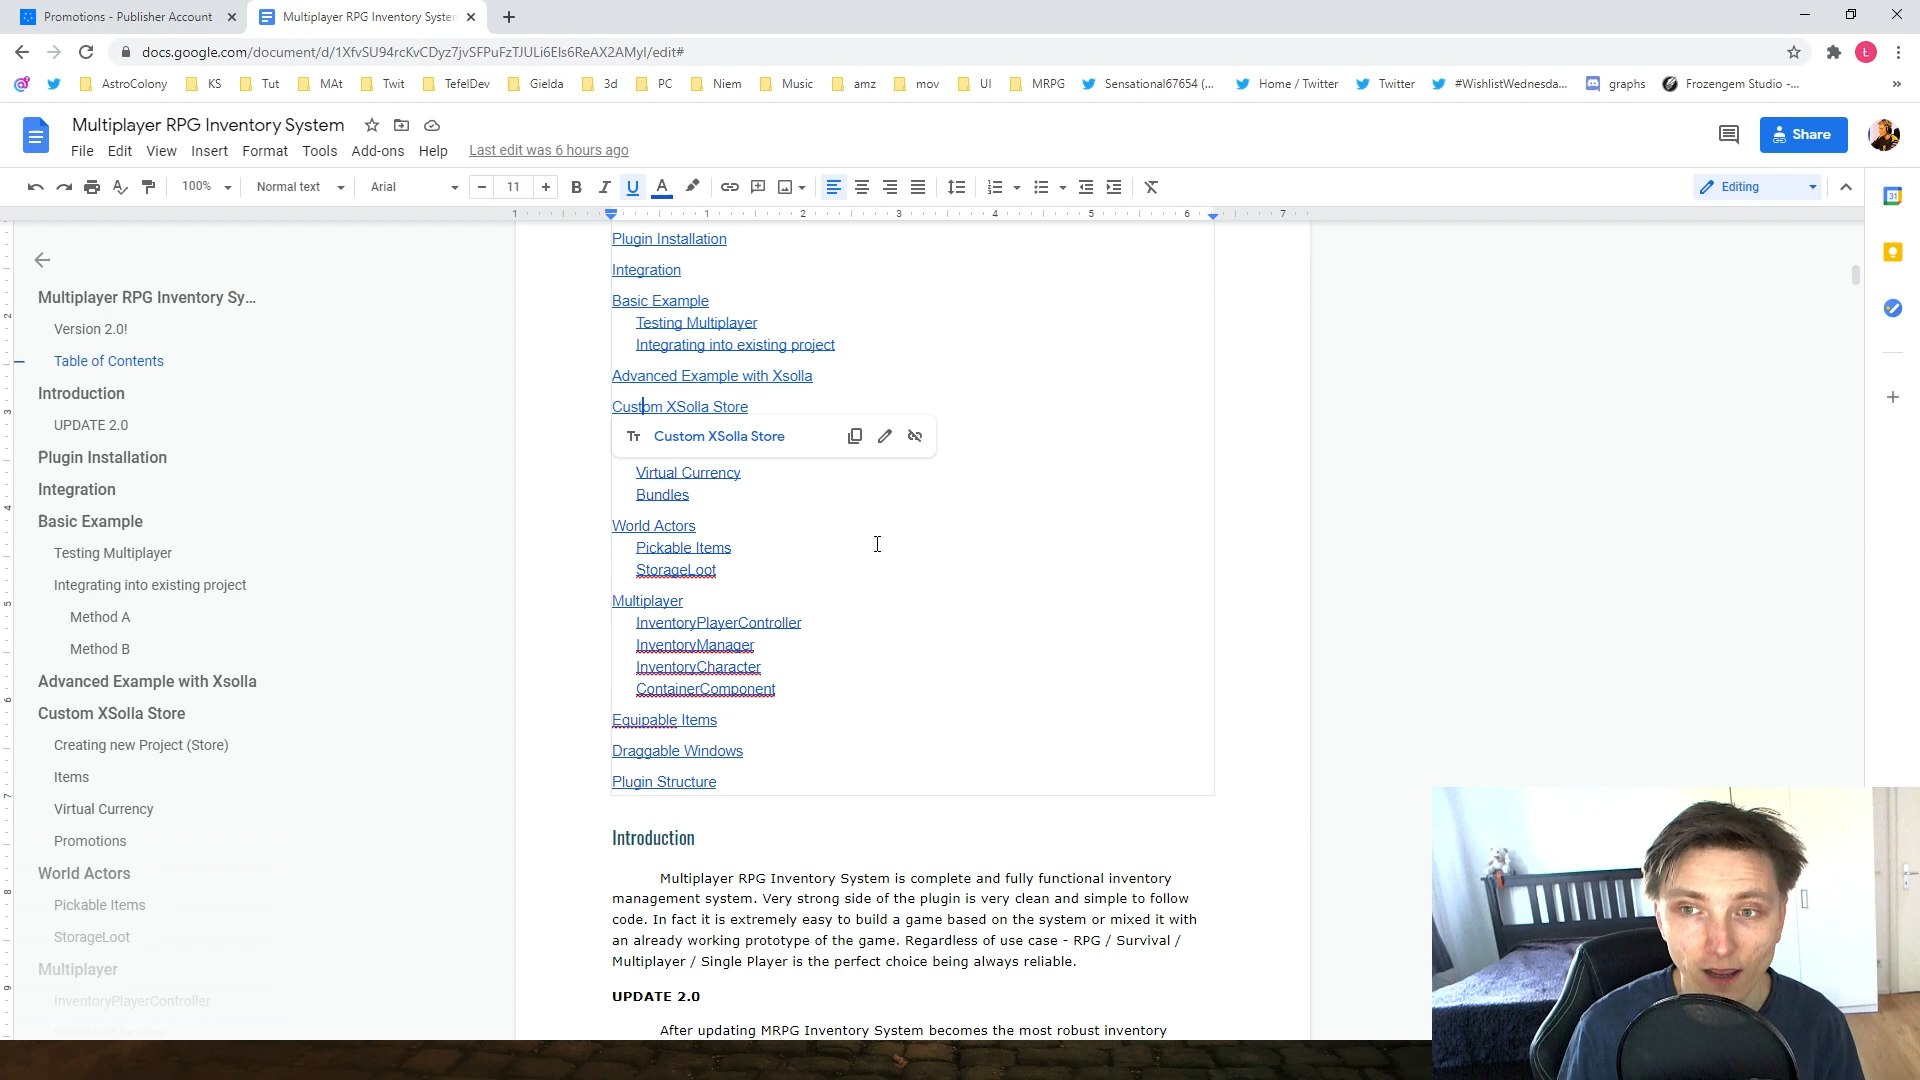 Promotions - Publisher Account
Multiplayer RPG Inventory System
docs.google.com/document/d/1XfvSU94rcKvCDyz7jvSFPuFzTJULi6Els6ReAX2AMyI/edit#
AstroColony KS Tut MAt Twit TefelDev Gielda 3d PC Niem Music amz mov UI MRPG Sensational67654 (... Home / Twitter Twitter #WishlistWednesda... graphs Frozengem Studio -... »
Multiplayer RPG Inventory System
Share
File Edit View Insert Format Tools Add-ons Help Last edit was 6 hours ago
100% Normal text Arial 11 Editing
1 1 2 3 4 5 6 7
Multiplayer RPG Inventory Sy...
Version 2.0!
Table of Contents
Introduction
UPDATE 2.0
Plugin Installation
Integration
Basic Example
Testing Multiplayer
Integrating into existing project
Method A
Method B
Advanced Example with Xsolla
Custom XSolla Store
Creating new Project (Store)
Items
Virtual Currency
Promotions
World Actors
Pickable Items
StorageLoot
Multiplayer
InventoryPlayerController
Plugin Installation
Integration
Basic Example
Testing Multiplayer
Integrating into existing project
Advanced Example with Xsolla
Custom XSolla Store
Custom XSolla Store
Virtual Currency
Bundles
World Actors
Pickable Items
StorageLoot
Multiplayer
InventoryPlayerController
InventoryManager
InventoryCharacter
ContainerComponent
Equipable Items
Draggable Windows
Plugin Structure
Introduction
Multiplayer RPG Inventory System is complete and fully functional inventory
management system. Very strong side of the plugin is very clean and simple to follow
code. In fact it is extremely easy to build a game based on the system or mixed it with
an already working prototype of the game. Regardless of use case - RPG / Survival /
Multiplayer / Single Player is the perfect choice being always reliable.
UPDATE 2.0
After updating MRPG Inventory System becomes the most robust inventory